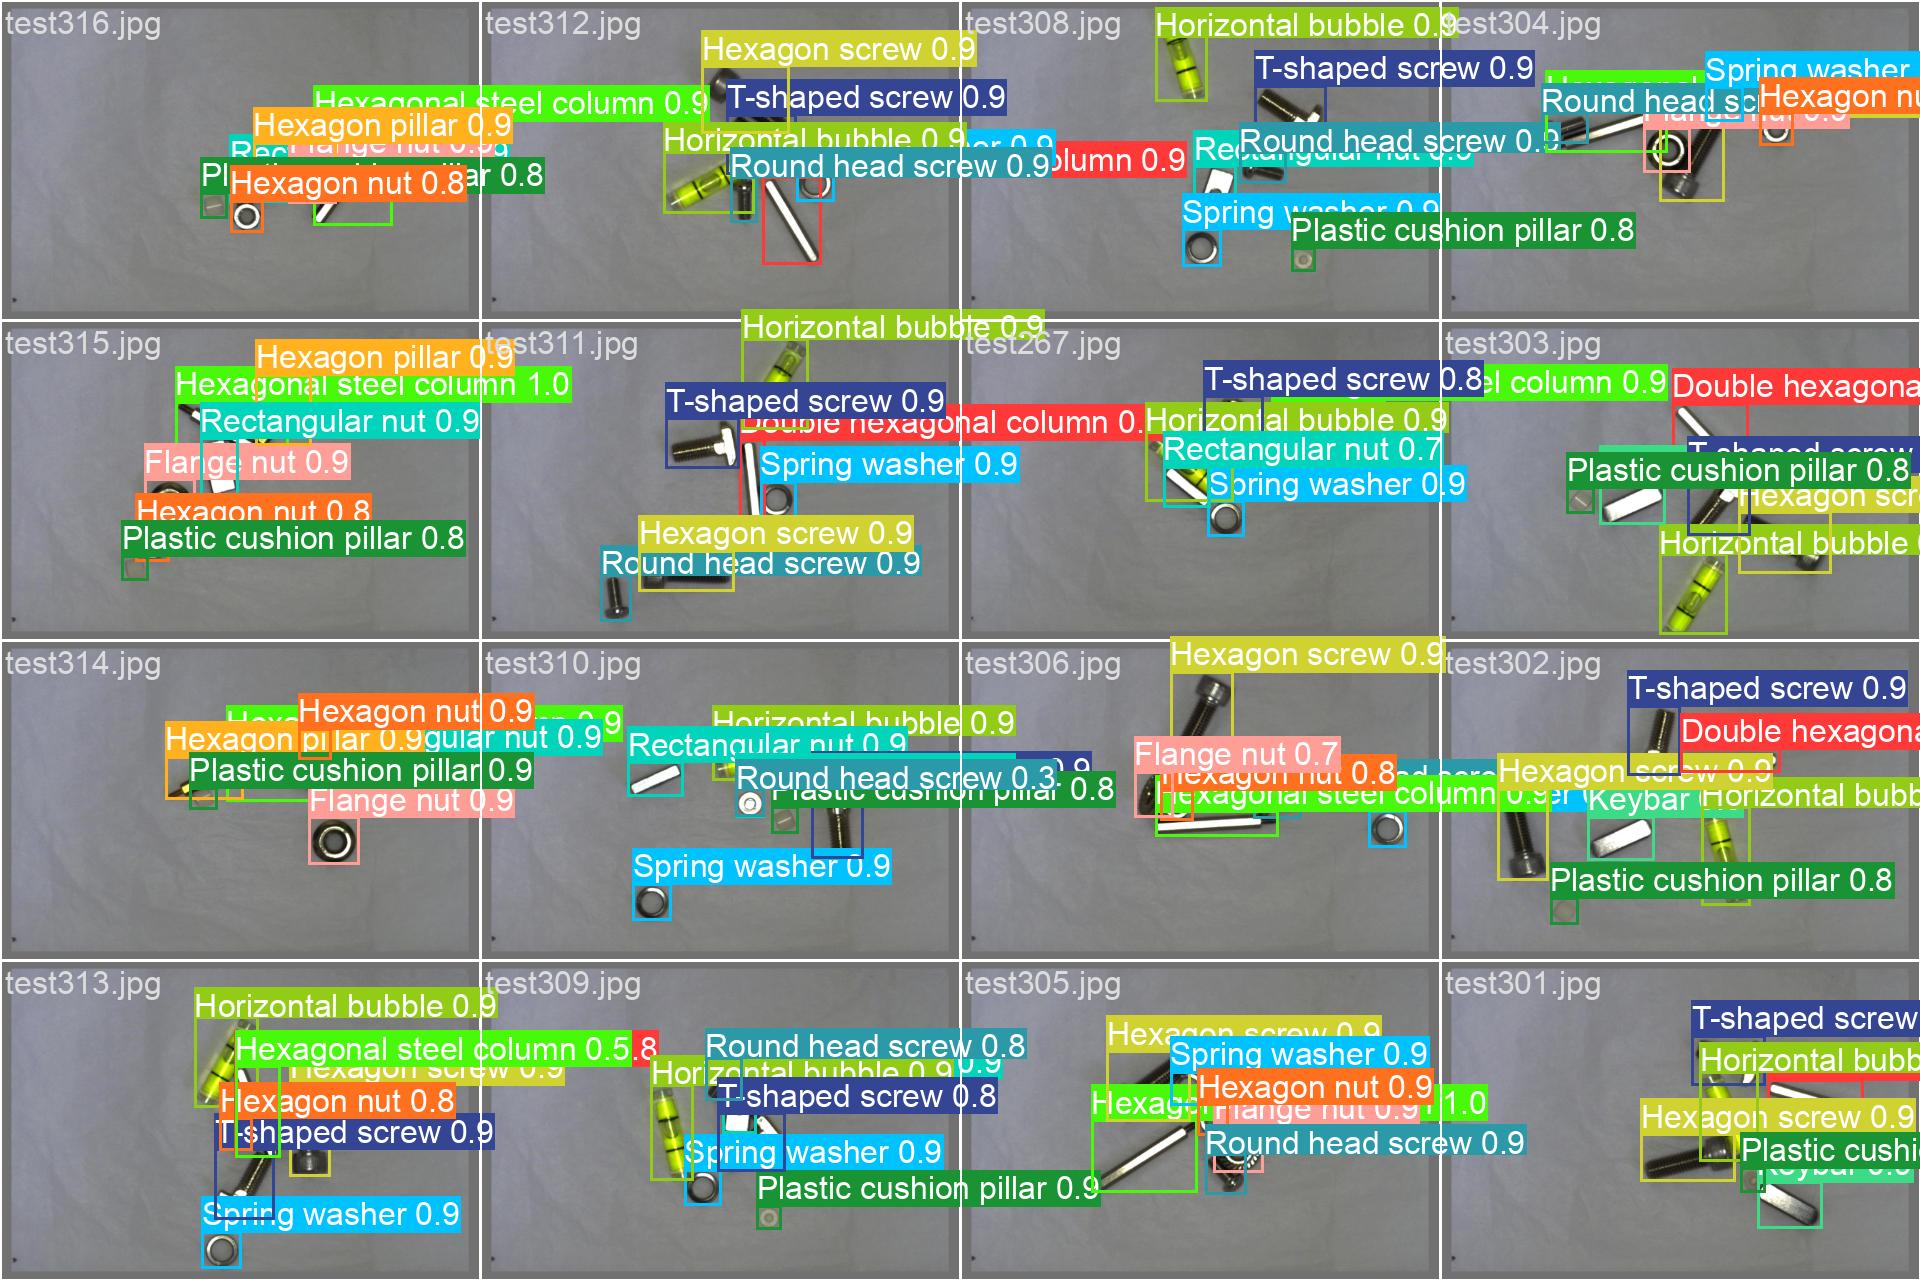 test316.jpg
Hexagonal steel column 0.9
Hexagon pillar 0.9
Hexagon nut 0.8
test312.jpg
Hexagon screw 0.9
T-shaped screw 0.9
Horizontal bubble 0.9
Round head screw 0.9
test308.jpg
Horizontal bubble 0.9
T-shaped screw 0.9
Round head screw 0.9
Spring washer 0.9
Plastic cushion pillar 0.8
test304.jpg
Spring washer
Round head
test315.jpg
Hexagon pillar 0.9
Hexagonal steel column 1.0
Rectangular nut 0.9
Flange nut 0.9
Hexagon nut 0.8
Plastic cushion pillar 0.8
test311.jpg
Horizontal bubble 0.9
T-shaped screw 0.9
Double hexagonal column 0.
Spring washer 0.9
Hexagon screw 0.9
Round head screw 0.9
test267.jpg
T-shaped screw 0.8
Horizontal bubble 0.9
Rectangular nut 0.7
Spring washer 0.9
test303.jpg
column 0.9
Double hexagona
Plastic cushion pillar 0.8
Horizontal bubble
test314.jpg
Hexagon nut 0.9
Hexagon pillar 0.9
nut 0.9
Plastic cushion pillar 0.9
Flange nut 0.9
test310.jpg
Horizontal bubble 0.9
Rectangular nut 0.9
Round head screw 0.3
Plastic cushion pillar 0.8
Spring washer 0.9
test306.jpg
Hexagon screw 0.9
Flange nut 0.7
Hexagon nut 0.8
Hexagonal steel column 0.9
test302.jpg
T-shaped screw 0.9
Double hexagona
Hexagon screw 0.9
Keybar
Horizontal bubb
Plastic cushion pillar 0.8
test313.jpg
Horizontal bubble 0.9
Hexagonal steel column 0.5
Hexagon screw 0.9
Hexagon nut 0.8
T-shaped screw 0.9
Spring washer 0.9
test309.jpg
Round head screw 0.8
Horizontal bubble 0.9
T-shaped screw 0.8
Spring washer 0.9
Plastic cushion pillar 0.9
test305.jpg
Hexagon screw 0.9
Spring washer 0.9
Hexagon nut 0.9
Flange nut 0.9
1.0
Round head screw 0.9
test301.jpg
T-shaped screw
Horizontal bubb
Hexagon screw 0.9
Plastic cushi
Keybar 0.9